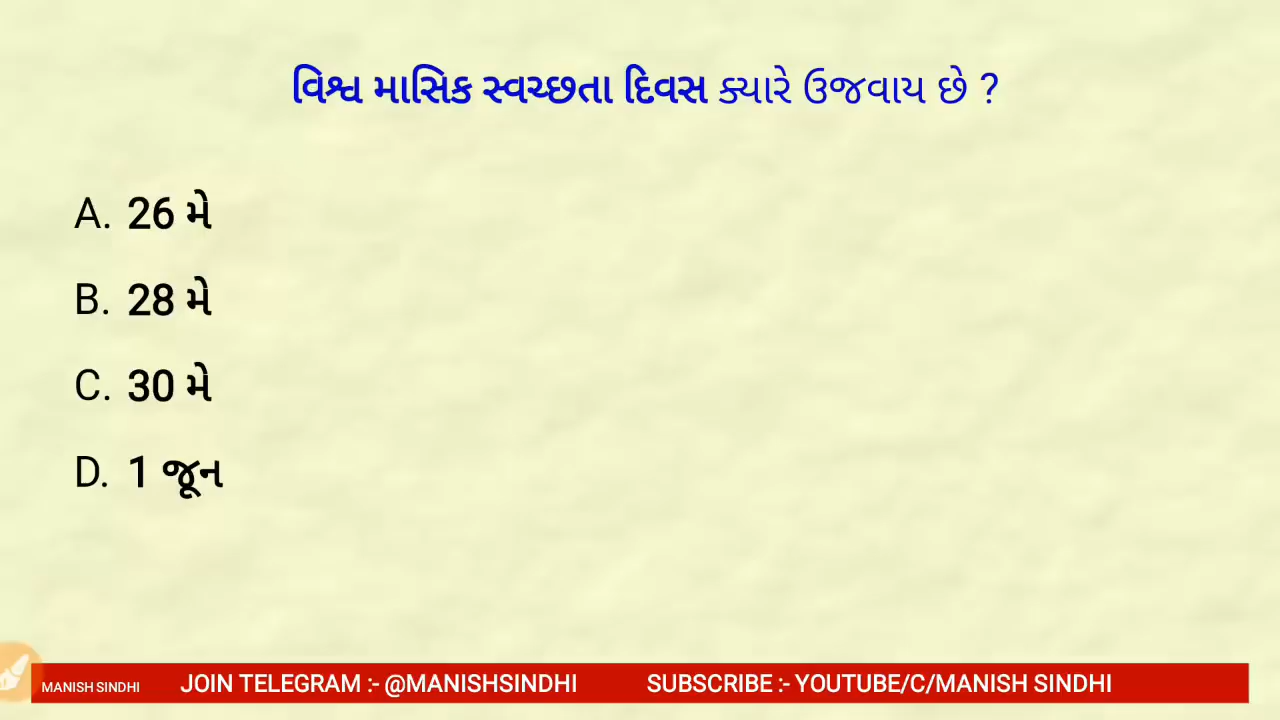 વિશ્વ માસિક સ્વચ્છતા દિવસ ક્યારે ઉજવાય છે ?
A. 26 મે
B. 28 મે
C. 30 મે
D. 1 જૂન
MANISH SINDHI JOIN TELEGRAM :- @MANISHSINDHI SUBSCRIBE :- YOUTUBE/C/MANISH SINDHI